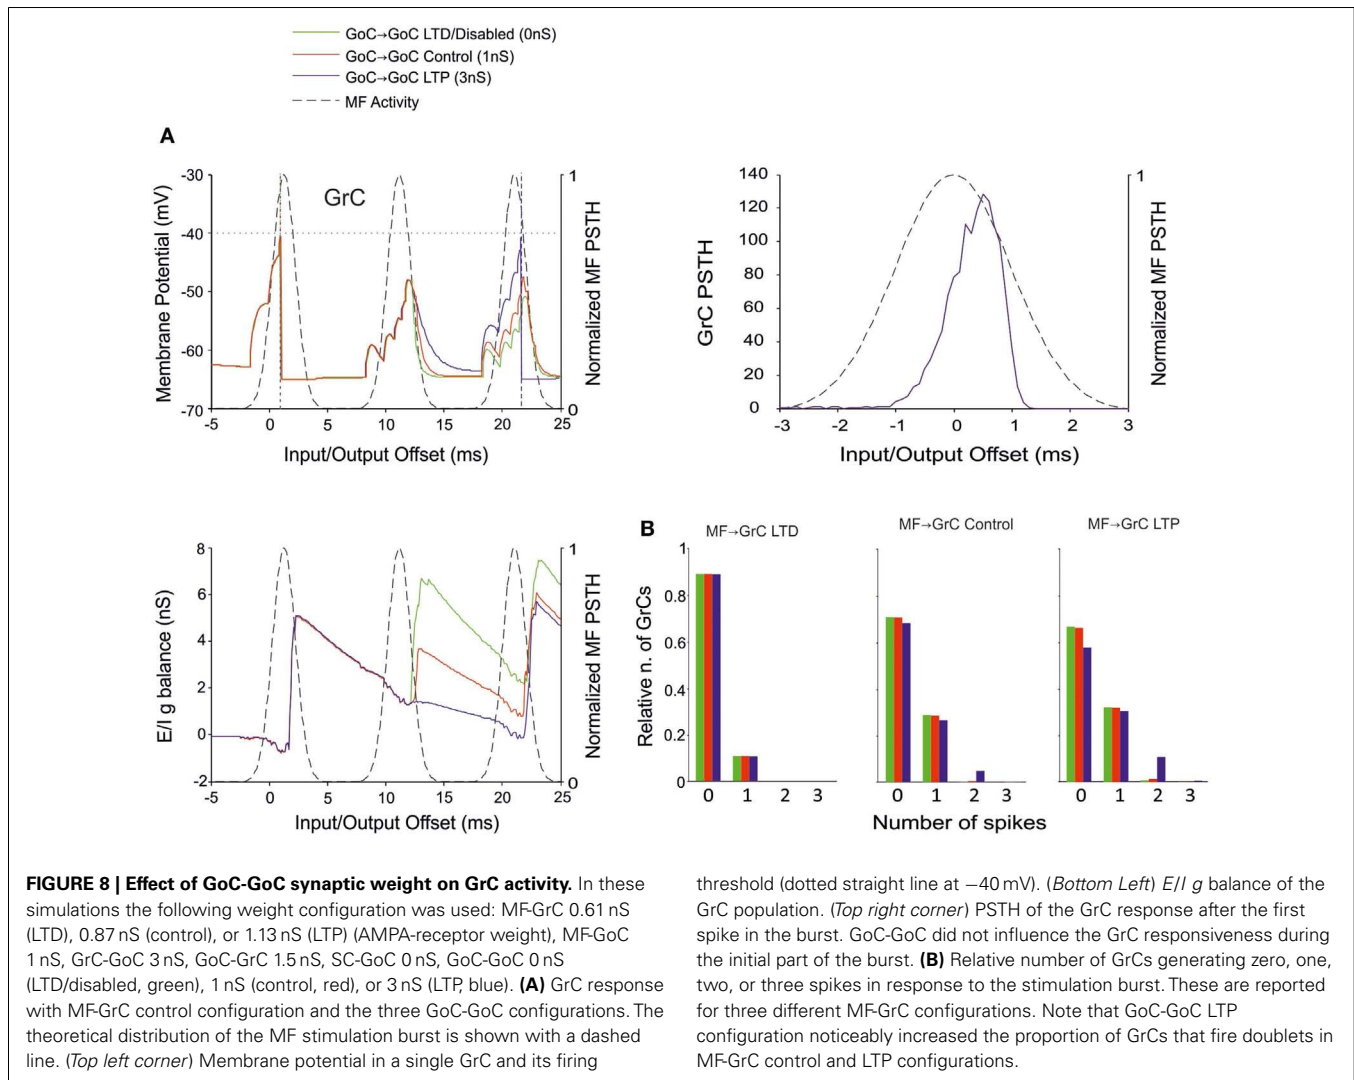 GoC→GoC LTD/Disabled (0nS)
GoC→GoC Control (1nS)
GoC→GoC LTP (3nS)
MF Activity
A
-30
-40
-50
-60
-70
Membrane Potential (mV)
GrC
1
0
Normalized MF PSTH
-5 0 5 10 15 20 25
Input/Output Offset (ms)
140
120
100
80
60
40
20
0
GrC PSTH
1
0
Normalized MF PSTH
-3 -2 -1 0 1 2 3
Input/Output Offset (ms)
8
6
4
2
0
-2
E/I g balance (nS)
1
0
Normalized MF PSTH
-5 0 5 10 15 20 25
Input/Output Offset (ms)
B
MF→GrC LTD
MF→GrC Control
MF→GrC LTP
1
0.8
0.6
0.4
0.2
0
Relative n. of GrCs
0 1 2 3
0 1 2 3
0 1 2 3
Number of spikes
FIGURE 8 | Effect of GoC-GoC synaptic weight on GrC activity. In these
simulations the following weight configuration was used: MF-GrC 0.61 nS
(LTD), 0.87 nS (control), or 1.13 nS (LTP) (AMPA-receptor weight), MF-GoC
1 nS, GrC-GoC 3 nS, GoC-GrC 1.5 nS, SC-GoC 0 nS, GoC-GoC 0 nS
(LTD/disabled, green), 1 nS (control, red), or 3 nS (LTP, blue). (A) GrC response
with MF-GrC control configuration and the three GoC-GoC configurations. The
theoretical distribution of the MF stimulation burst is shown with a dashed
line. (Top left corner) Membrane potential in a single GrC and its firing
threshold (dotted straight line at −40 mV). (Bottom Left) E/I g balance of the
GrC population. (Top right corner) PSTH of the GrC response after the first
spike in the burst. GoC-GoC did not influence the GrC responsiveness during
the initial part of the burst. (B) Relative number of GrCs generating zero, one,
two, or three spikes in response to the stimulation burst. These are reported
for three different MF-GrC configurations. Note that GoC-GoC LTP
configuration noticeably increased the proportion of GrCs that fire doublets in
MF-GrC control and LTP configurations.